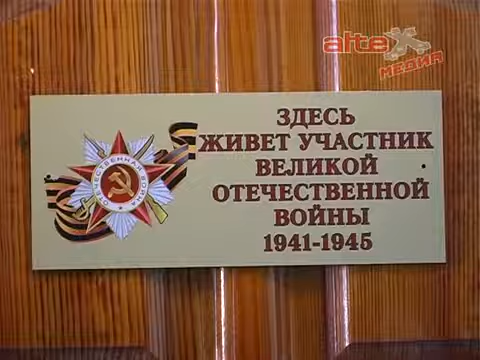 alteX
МЕДИА
ЗДЕСЬ
ЖИВЕТ УЧАСТНИК
ВЕЛИКОЙ
ОТЕЧЕСТВЕННОЙ
ВОЙНЫ
1941-1945
ОТЕЧЕСТВЕННАЯ ВОЙНА